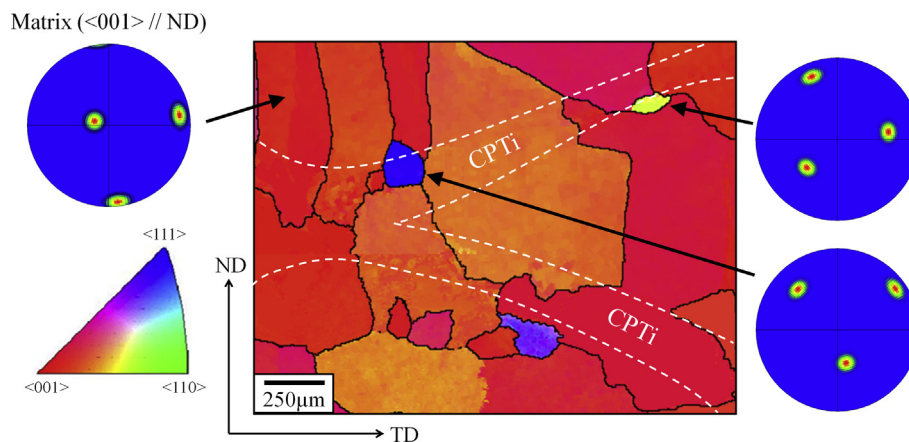 Matrix (<001> // ND)
CPTi
<111>
ND
<001>
<110>
CPTi
250μm
TD